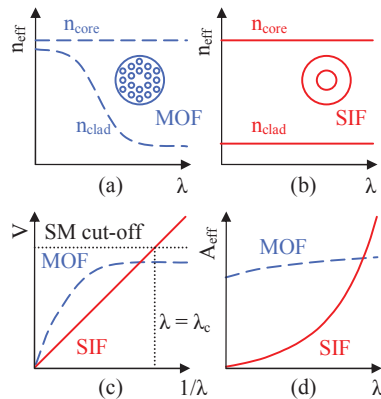 n_eff
n_core
n_clad
MOF
λ
(a)
n_eff
n_core
n_clad
SIF
λ
(b)
V
SM cut-off
MOF
λ = λ_c
SIF
1/λ
(c)
A_eff
MOF
SIF
λ
(d)